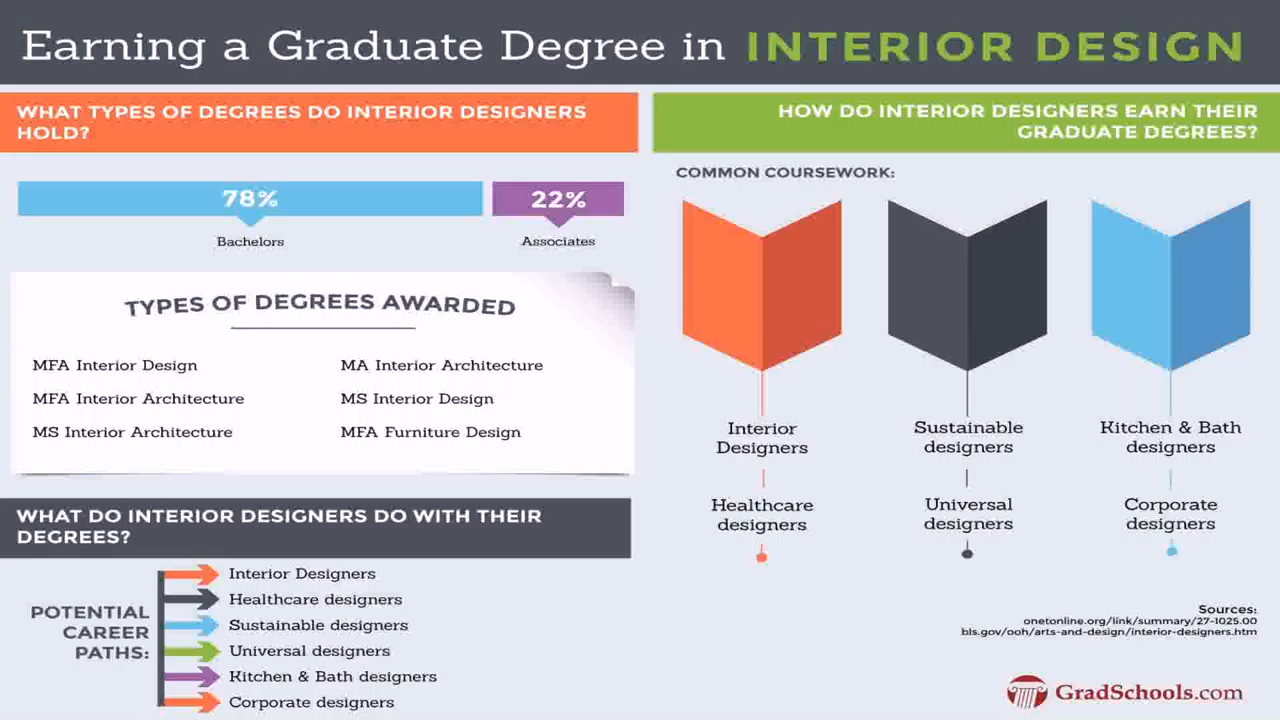 Earning a Graduate Degree in INTERIOR DESIGN
WHAT TYPES OF DEGREES DO INTERIOR DESIGNERS
HOLD?
78%
22%
Bachelors
Associates
TYPES OF DEGREES AWARDED
MFA Interior Design
MFA Interior Architecture
MS Interior Architecture
MA Interior Architecture
MS Interior Design
MFA Furniture Design
WHAT DO INTERIOR DESIGNERS DO WITH THEIR
DEGREES?
POTENTIAL
CAREER
PATHS:
Interior Designers
Healthcare designers
Sustainable designers
Universal designers
Kitchen & Bath designers
Corporate designers
HOW DO INTERIOR DESIGNERS EARN THEIR
GRADUATE DEGREES?
COMMON COURSEWORK:
Interior
Designers
Healthcare
designers
Sustainable
designers
Universal
designers
Kitchen & Bath
designers
Corporate
designers
Sources:
onetonline.org/link/summary/27-1025.00
bls.gov/ooh/arts-and-design/interior-designers.htm
GradSchools.com